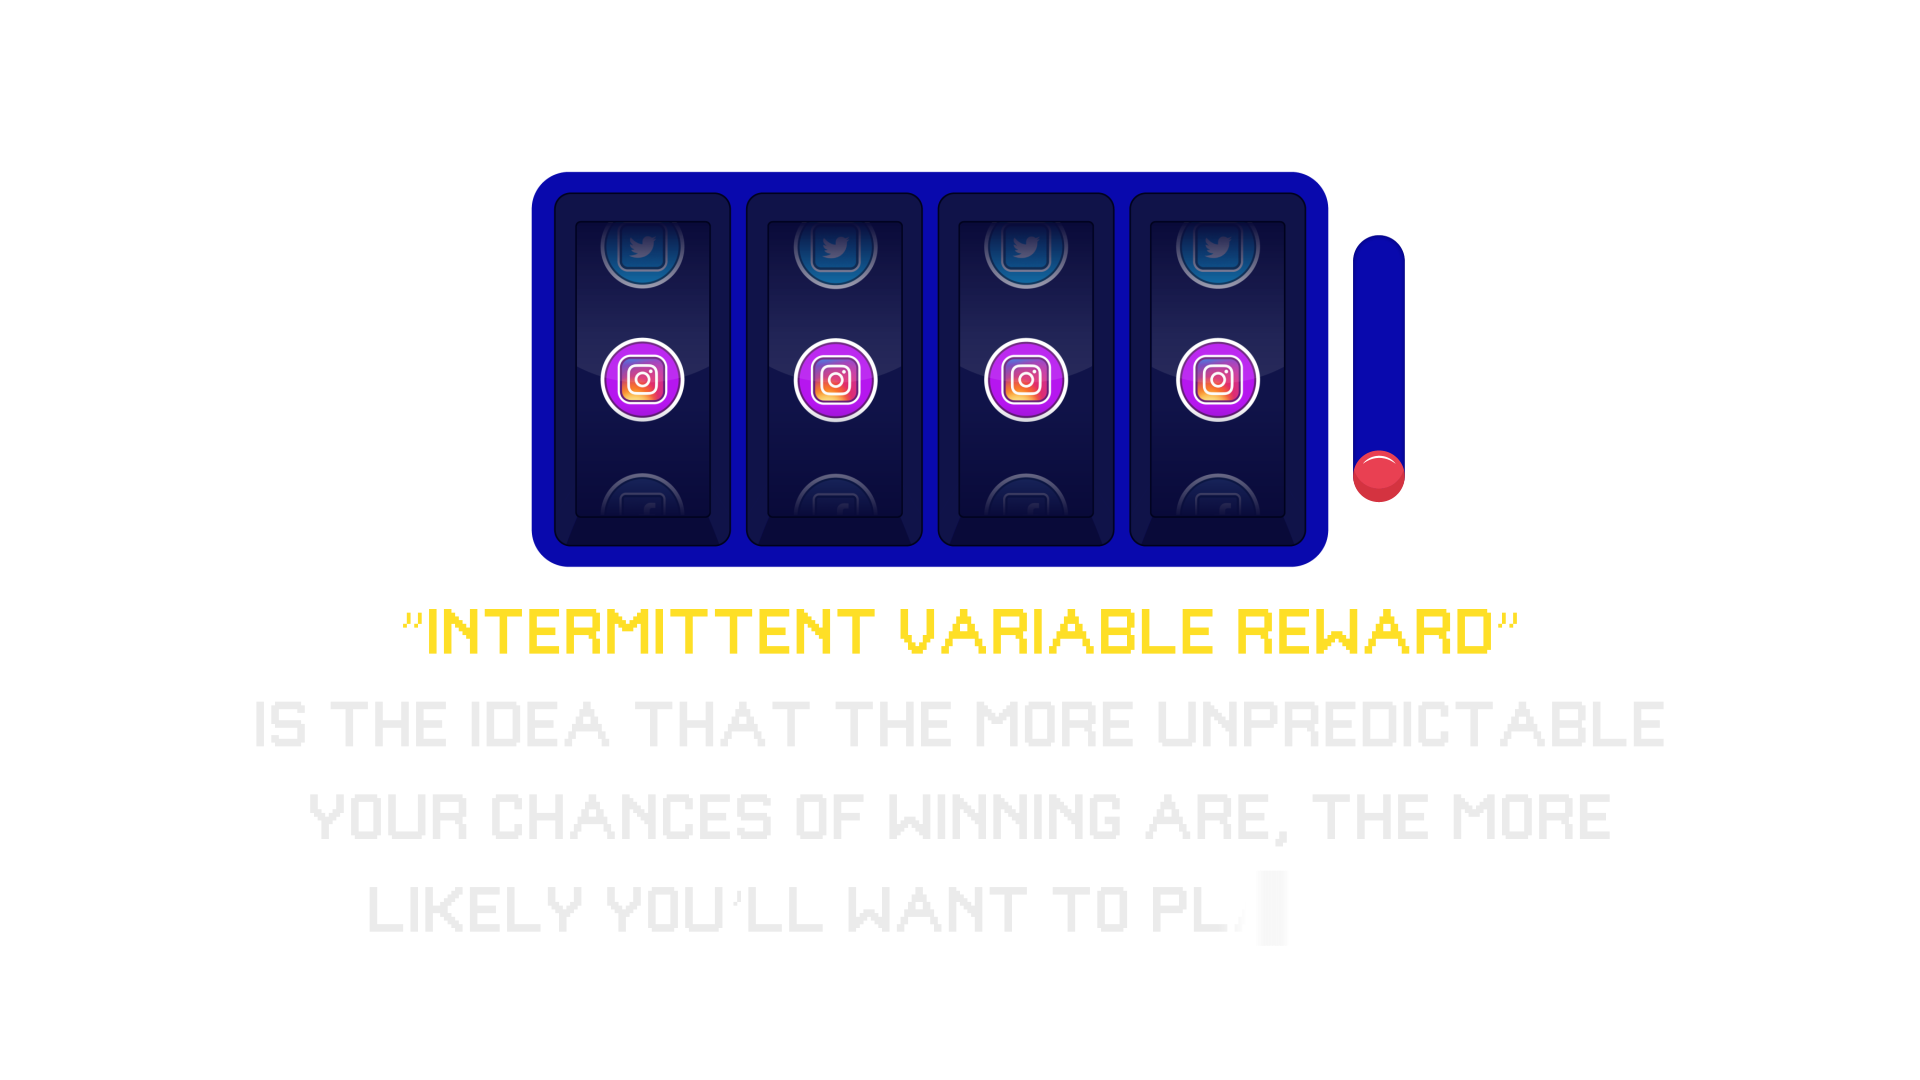 "INTERMITTENT VARIABLE REWARD"
IS THE IDEA THAT THE MORE UNPREDICTABLE
YOUR CHANCES OF WINNING ARE, THE MORE
LIKELY YOU'LL WANT TO PL